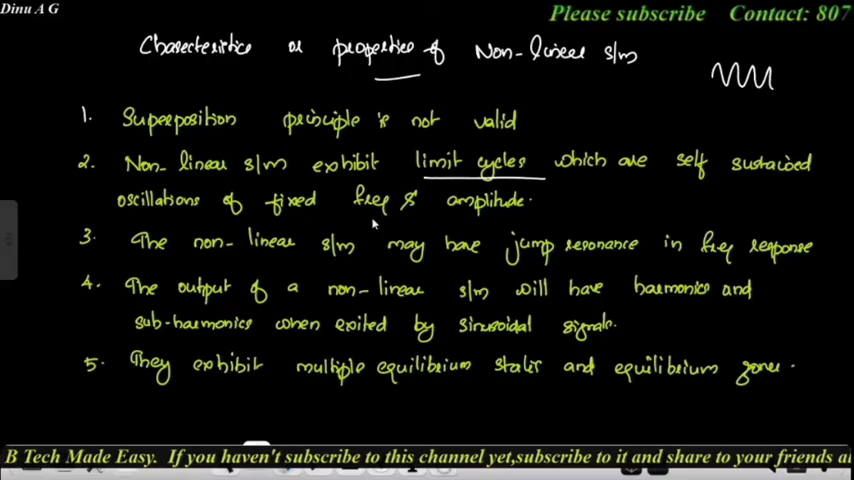 Dinu A G
Please subscribe Contact: 807
Characteristics or properties of Non-linear s/m
1. Superposition principle is not valid
2. Non-linear s/m exhibit limit cycles which are self sustained
oscillations of fixed freq & amplitude.
3. The non-linear s/m may have jump resonance in freq response
4. The output of a non-linear s/m will have harmonics and
sub-harmonics when exited by sinusoidal signals.
5. They exhibit multiple equilibrium states and equilibrium zones.
B Tech Made Easy. If you haven't subscribe to this channel yet,subscribe to it and share to your friends al